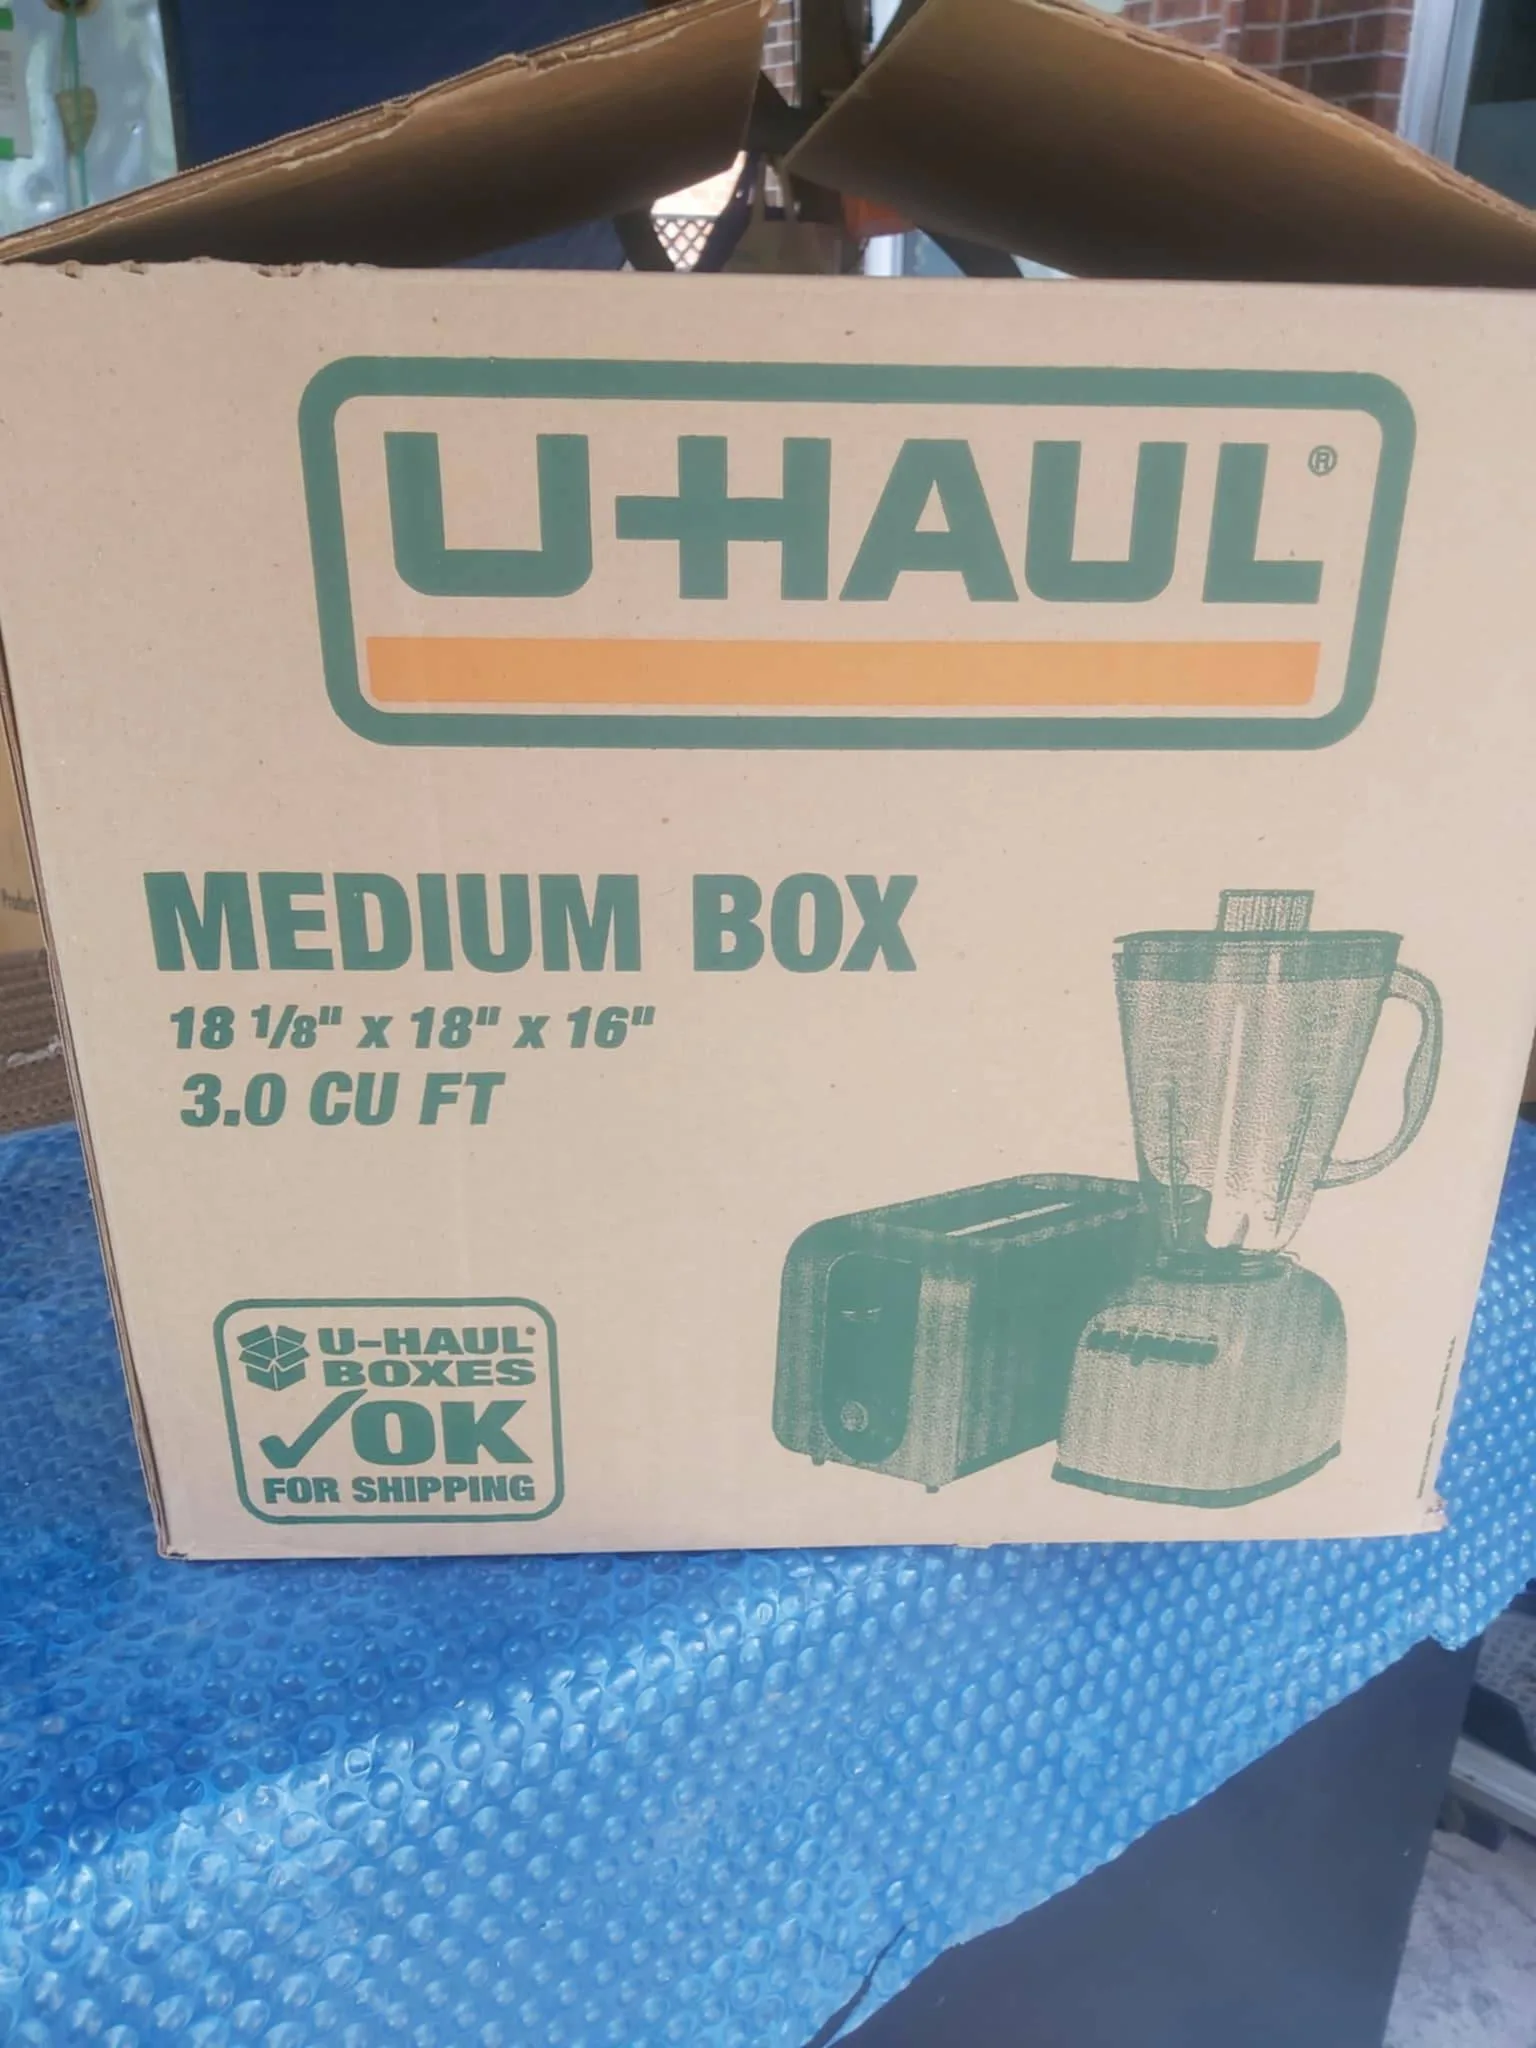 U-HAUL®
MEDIUM BOX
18 1/8" x 18" x 16"
3.0 CU FT
U-HAUL®
BOXES
✓OK
FOR SHIPPING